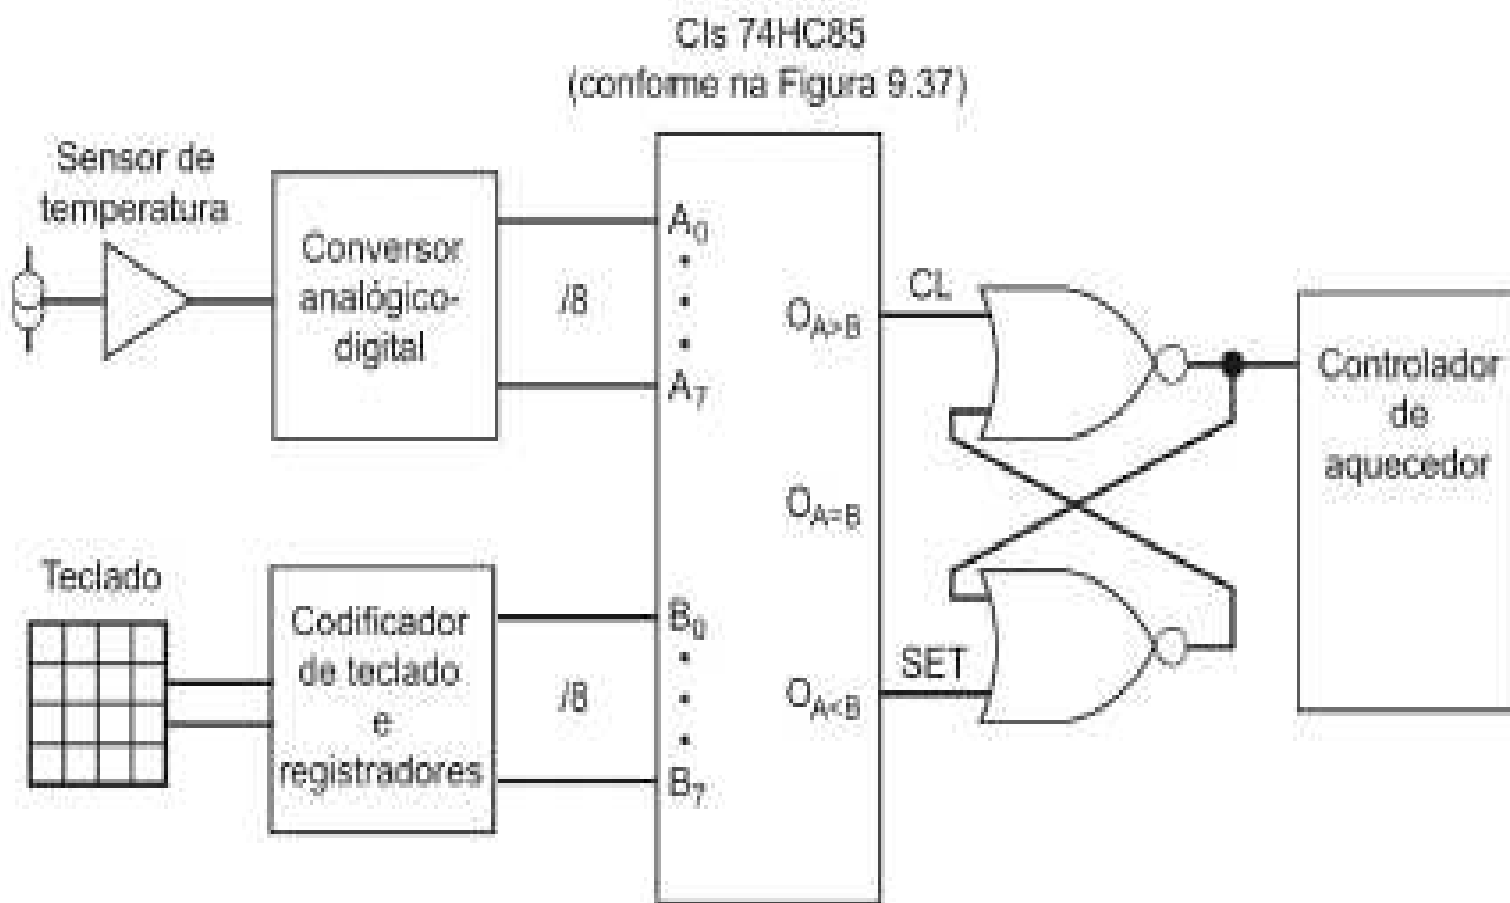 CIs 74HC85
(conforme na Figura 9.37)
Sensor de
temperatura
Conversor
analógico-
digital
/8
A0
A7
OA>B
OA=B
OA<B
CL
SET
Controlador
de
aquecedor
Teclado
Codificador
de teclado
e
registradores
/8
B0
B7